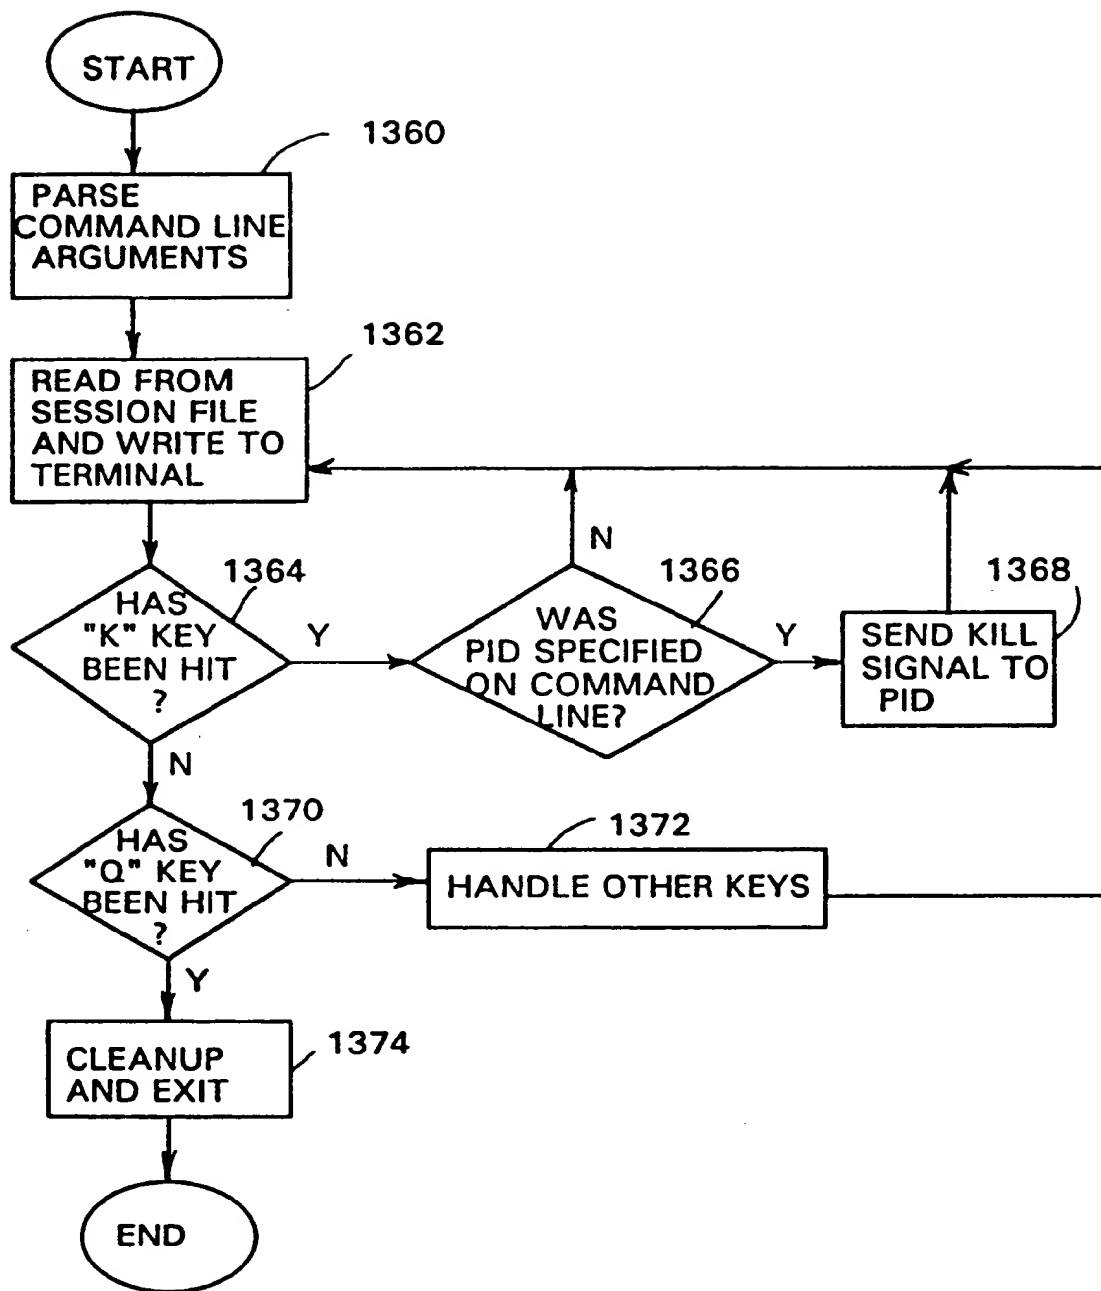 START
1360
PARSE
COMMAND LINE
ARGUMENTS
1362
READ FROM
SESSION FILE
AND WRITE TO
TERMINAL
1364
HAS
"K" KEY
BEEN HIT
?
Y
N
1366
WAS
PID SPECIFIED
ON COMMAND
LINE?
N
Y
1368
SEND KILL
SIGNAL TO
PID
1370
HAS
"Q" KEY
BEEN HIT
?
N
Y
1372
HANDLE OTHER KEYS
1374
CLEANUP
AND EXIT
END